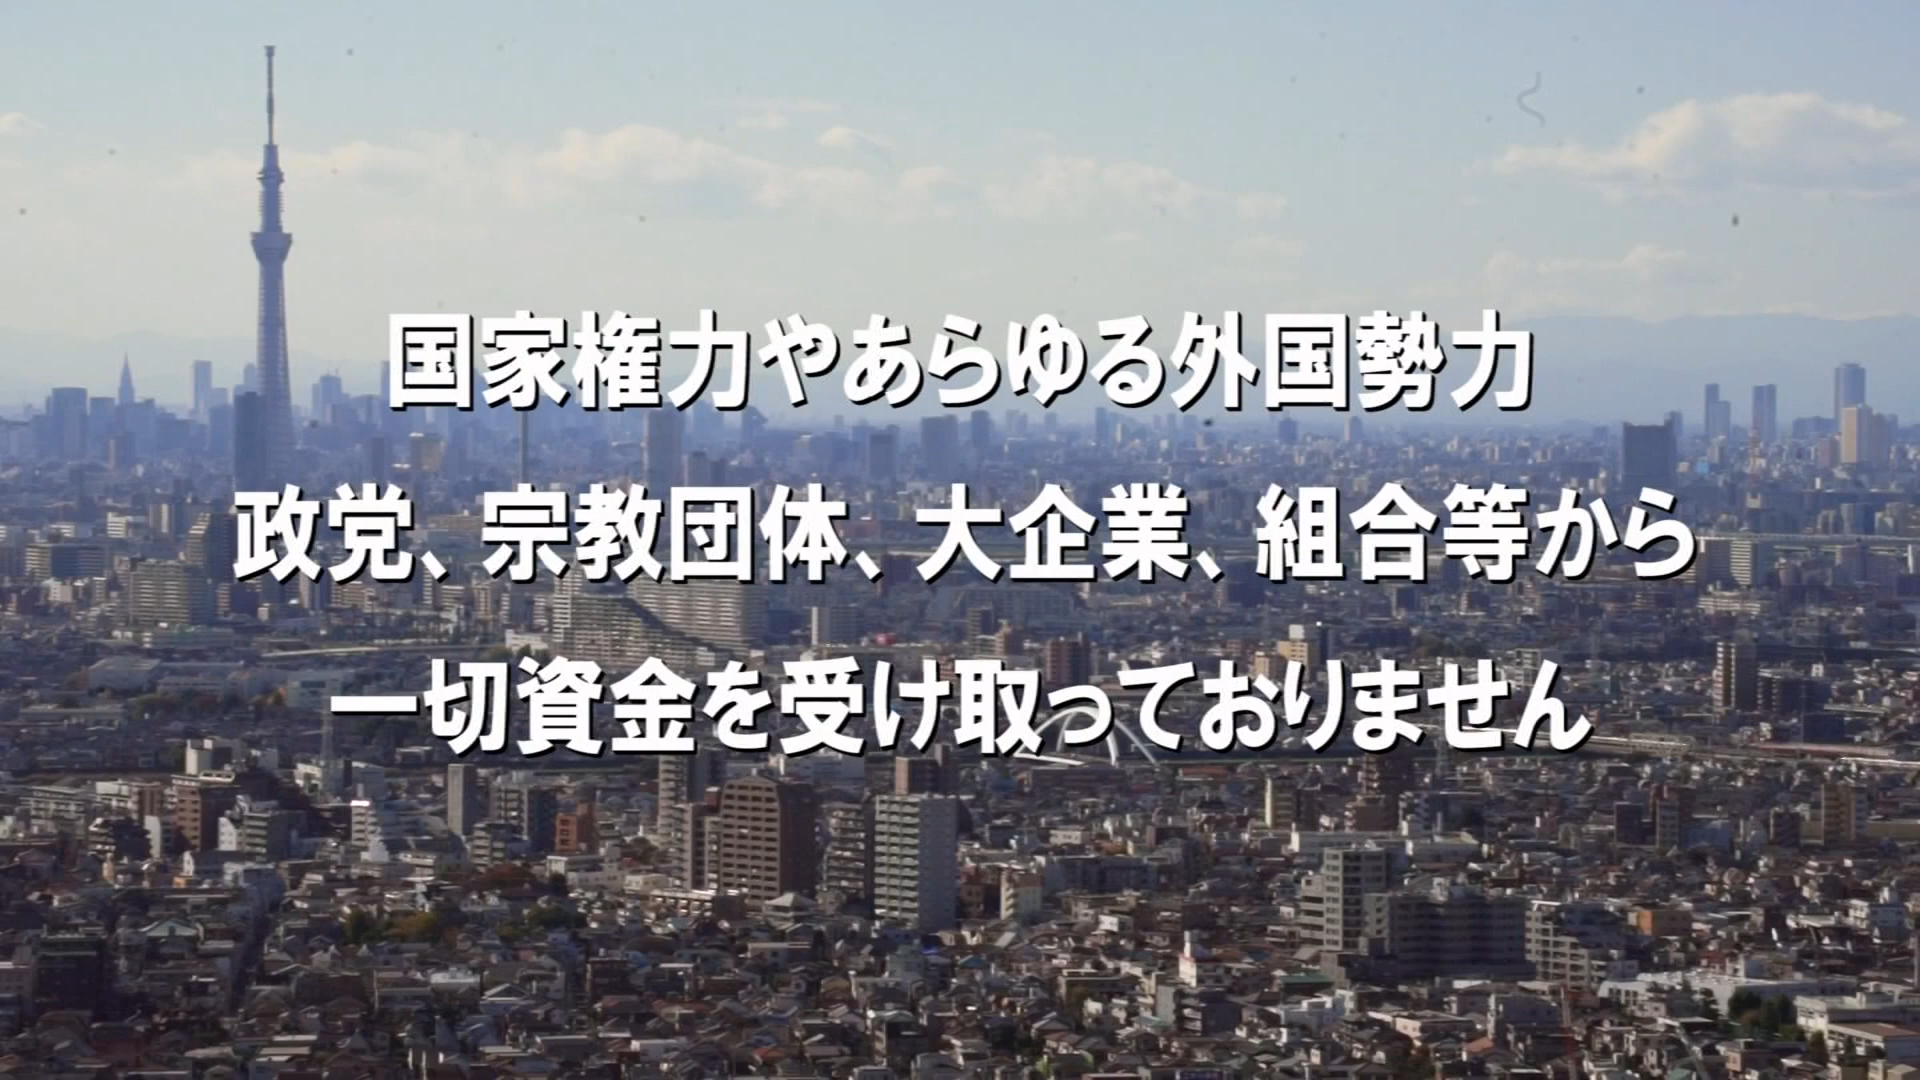 国家権力やあらゆる外国勢力
政党、宗教団体、大企業、組合等から
一切資金を受け取っておりません